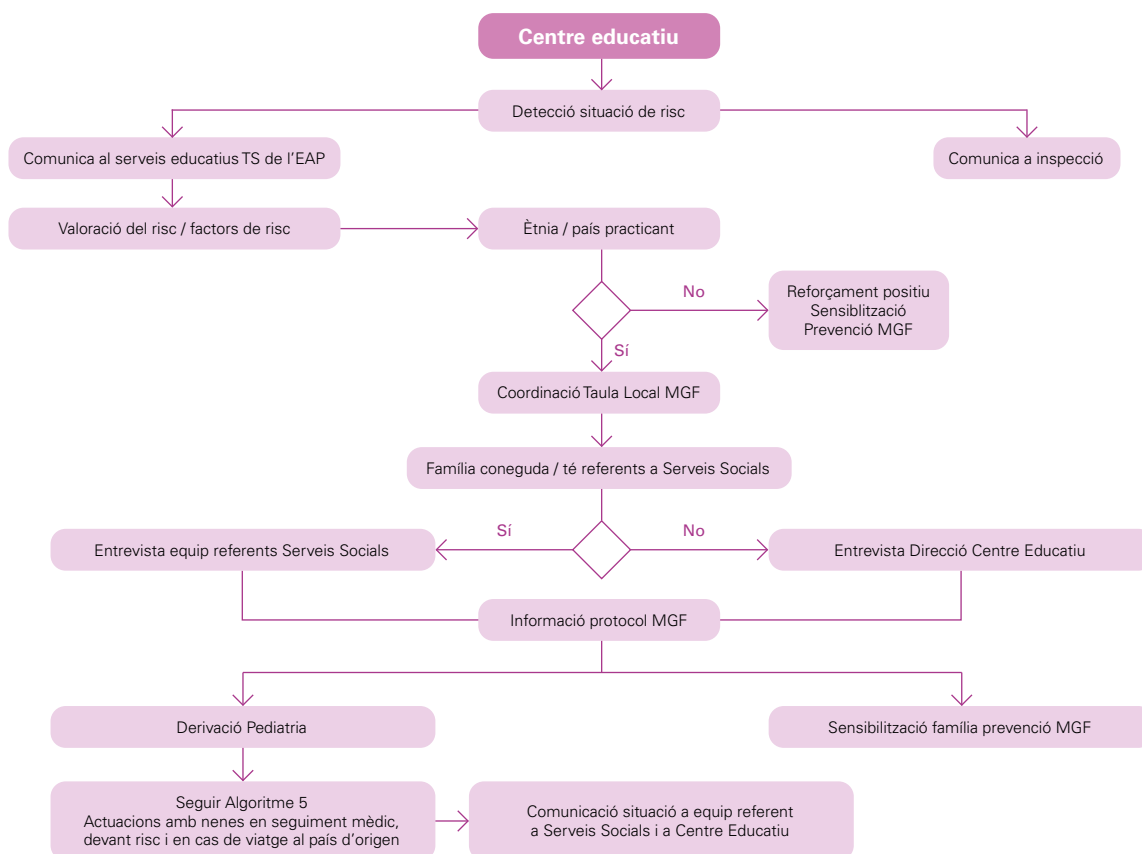 Centre educatiu
Detecció situació de risc
Comunica al serveis educatius TS de l'EAP
Comunica a inspecció
Valoració del risc / factors de risc
Ètnia / país practicant
No
Reforçament positiu
Sensiblització
Prevenció MGF
Sí
Coordinació Taula Local MGF
Família coneguda / té referents a Serveis Socials
Sí
No
Entrevista equip referents Serveis Socials
Entrevista Direcció Centre Educatiu
Informació protocol MGF
Derivació Pediatria
Sensibilització família prevenció MGF
Seguir Algoritme 5
Actuacions amb nenes en seguiment mèdic,
devant risc i en cas de viatge al país d'origen
Comunicació situació a equip referent
a Serveis Socials i a Centre Educatiu